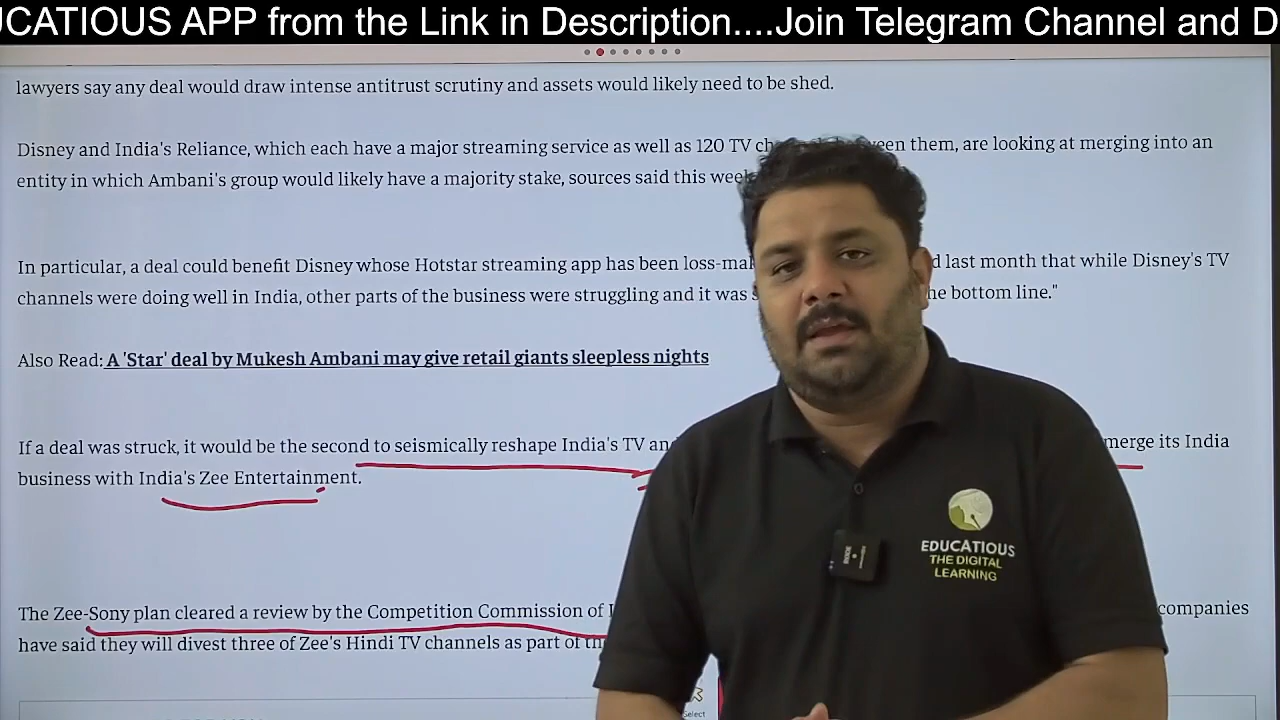 UCATIOUS APP from the Link in Description....Join Telegram Channel and D
lawyers say any deal would draw intense antitrust scrutiny and assets would likely need to be shed.
Disney and India's Reliance, which each have a major streaming service as well as 120 TV them, are looking at merging into an
entity in which Ambani's group would likely have a majority stake, sources said this week
In particular, a deal could benefit Disney whose Hotstar streaming app has been last month that while Disney's TV
channels were doing well in India, other parts of the business were struggling and it was bottom line."
Also Read: A 'Star' deal by Mukesh Ambani may give retail giants sleepless nights
If a deal was struck, it would be the second to seismically reshape India's TV merge its India
business with India's Zee Entertainment.
The Zee-Sony plan cleared a review by the Competition Commission of companies
have said they will divest three of Zee's Hindi TV channels as part of
EDUCATIOUS
THE DIGITAL
LEARNING
Select